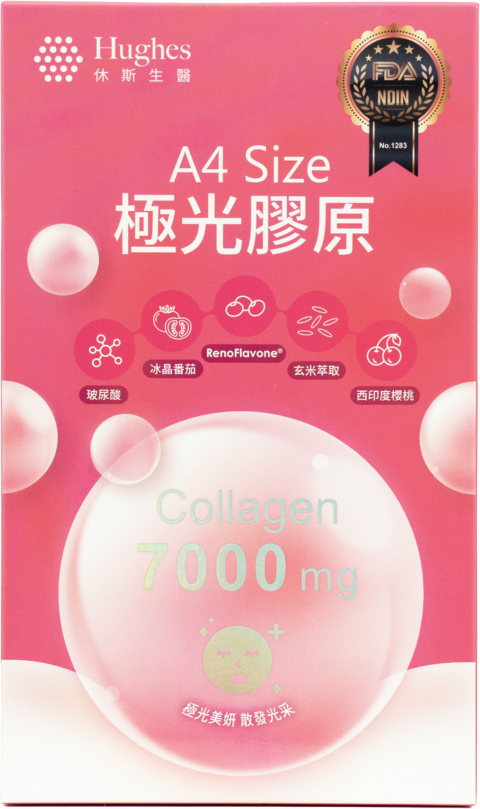 Hughes
休斯生醫
FDA
NDIN
No.1283
A4 Size
極光膠原
RenoFlavone®
冰晶番茄
玄米萃取
玻尿酸
西印度櫻桃
Collagen
7000 mg
極光美妍 散發光采